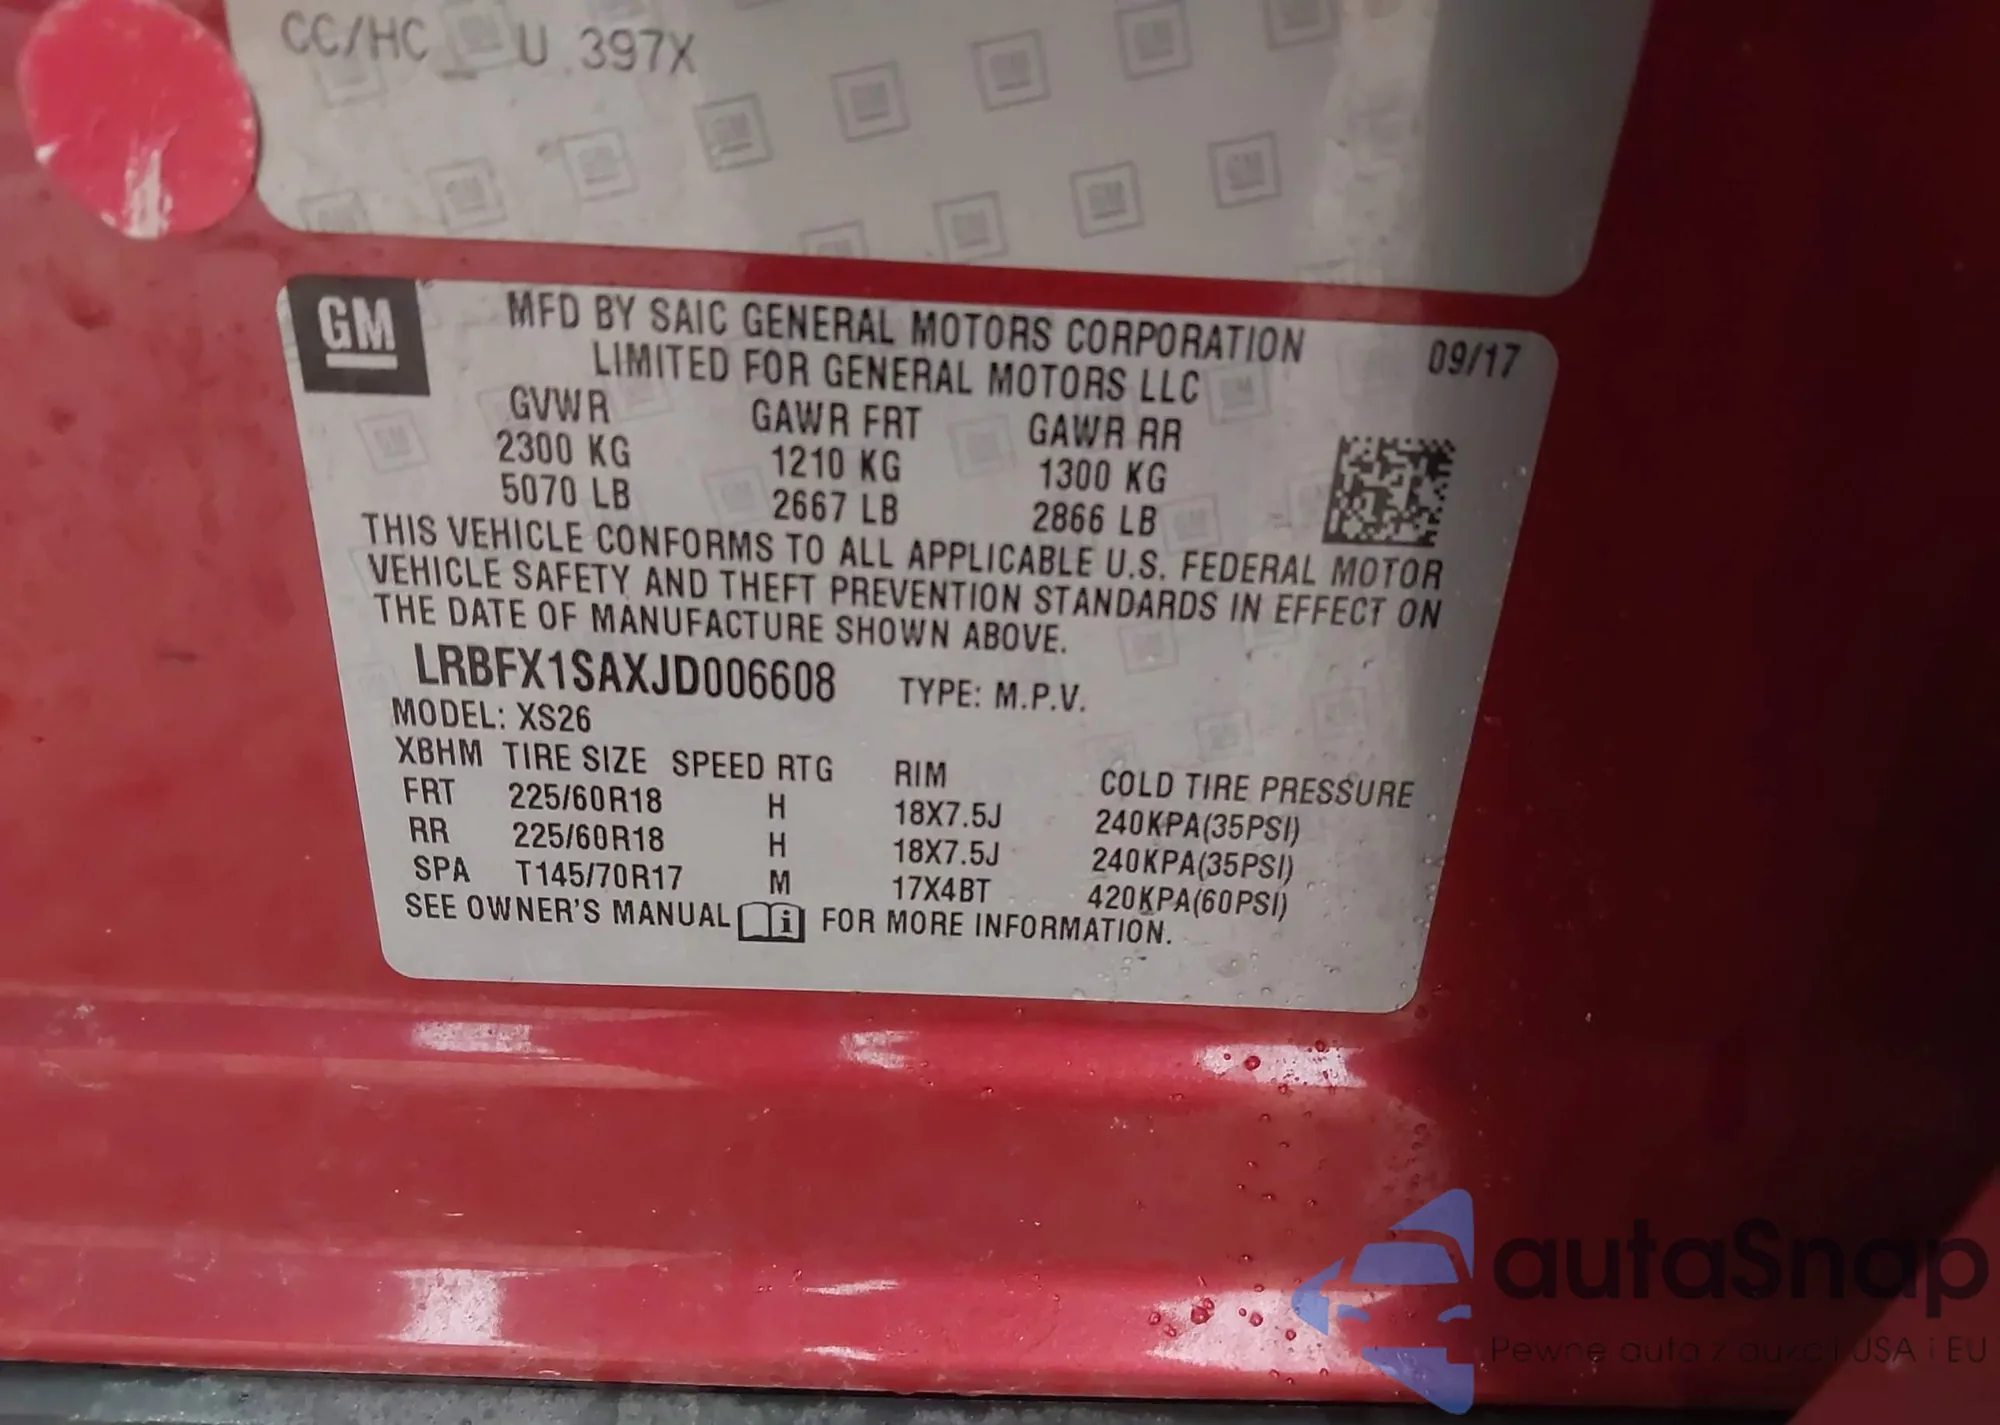 CC/HC U 397X
GM
MFD BY SAIC GENERAL MOTORS CORPORATION
LIMITED FOR GENERAL MOTORS LLC
09/17
GVWR GAWR FRT GAWR RR
2300 KG 1210 KG 1300 KG
5070 LB 2667 LB 2866 LB
THIS VEHICLE CONFORMS TO ALL APPLICABLE U.S. FEDERAL MOTOR
VEHICLE SAFETY AND THEFT PREVENTION STANDARDS IN EFFECT ON
THE DATE OF MANUFACTURE SHOWN ABOVE.
LRBFX1SAXJD006608 TYPE: M.P.V.
MODEL: XS26
XBHM TIRE SIZE SPEED RTG RIM COLD TIRE PRESSURE
FRT 225/60R18 H 18X7.5J 240KPA(35PSI)
RR 225/60R18 H 18X7.5J 240KPA(35PSI)
SPA T145/70R17 M 17X4BT 420KPA(60PSI)
SEE OWNER'S MANUAL i FOR MORE INFORMATION.
autaSnap
Pewne auta z aukcji USA i EU